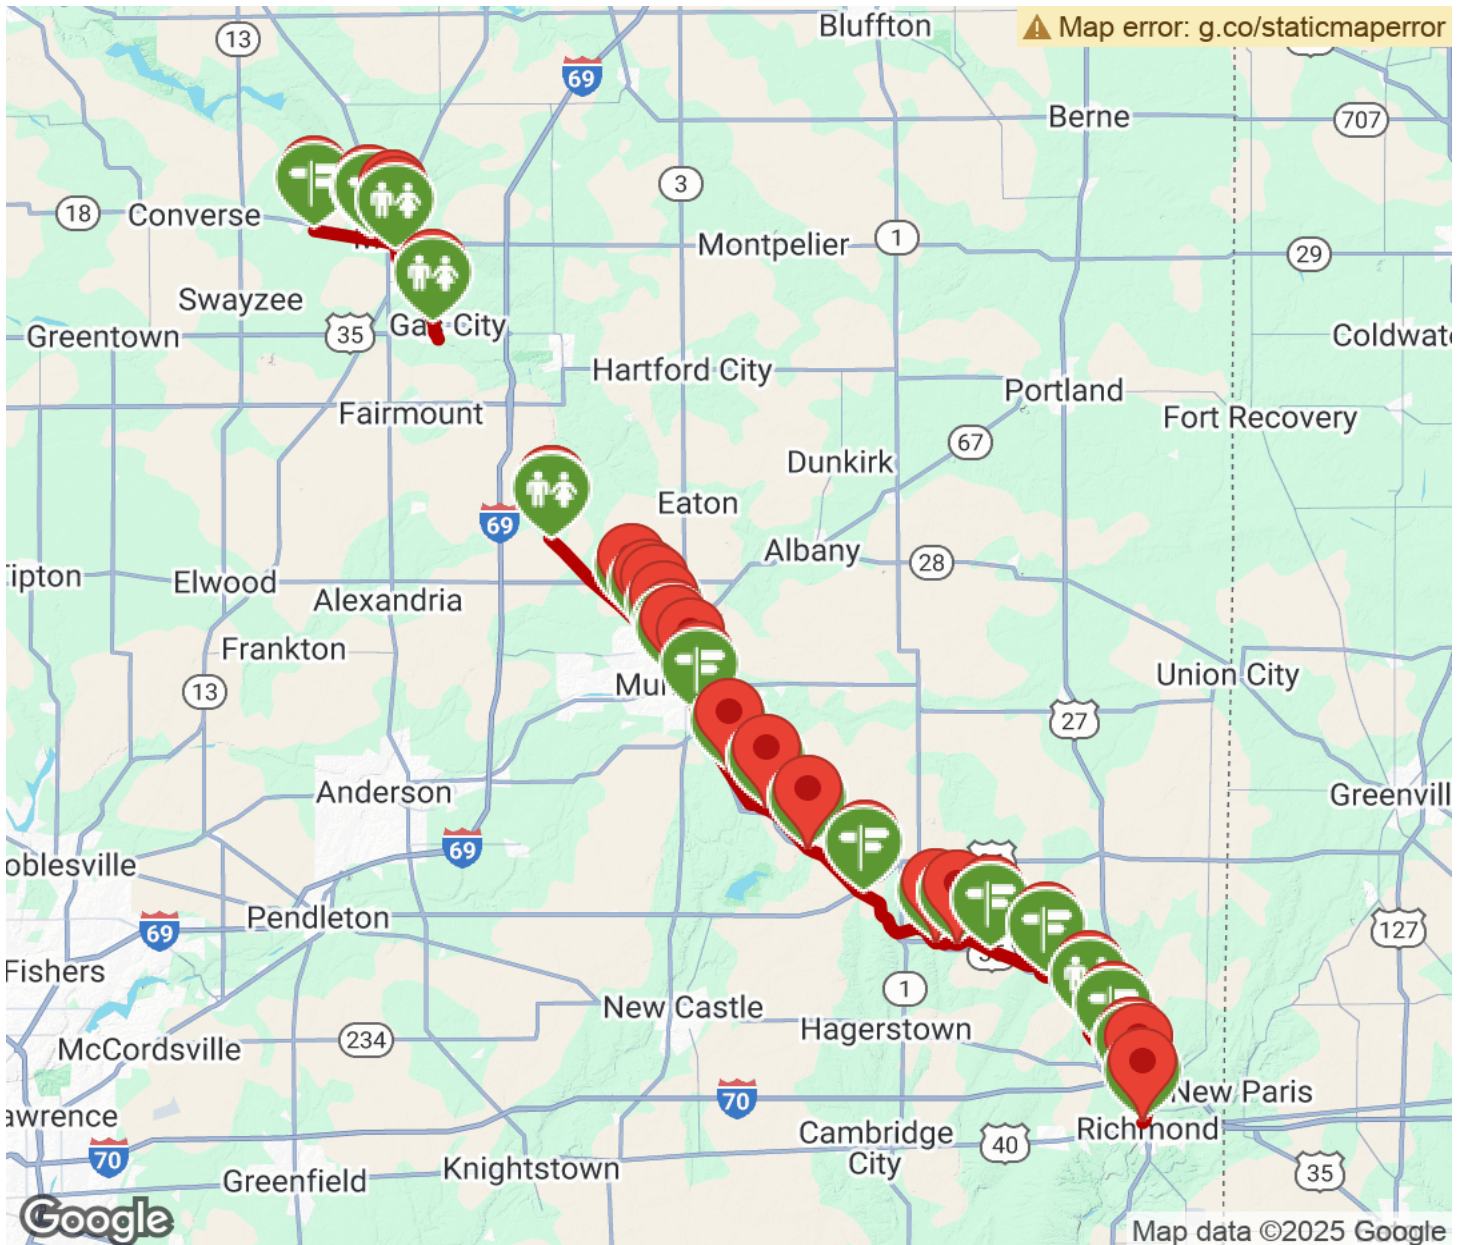 Bluffton
Map error: g.co/staticmaperror
13
69
Berne
707
3
18
Converse
1
Montpelier
29
Swayzee
Greentown
35
Gas City
Coldwat
Hartford City
Portland
Fairmount
Fort Recovery
67
Dunkirk
Eaton
69
Albany
28
Tipton
Elwood
Alexandria
Frankton
Union City
13
Mun
27
Anderson
Greenvill
69
oblesville
Pendleton
69
127
Fishers
1
New Castle
Hagerstown
234
McCordsville
70
New Paris
awrence
Richmond
Cambridge
City
40
70
Knightstown
35
Greenfield
Google
Map data ©2025 Google